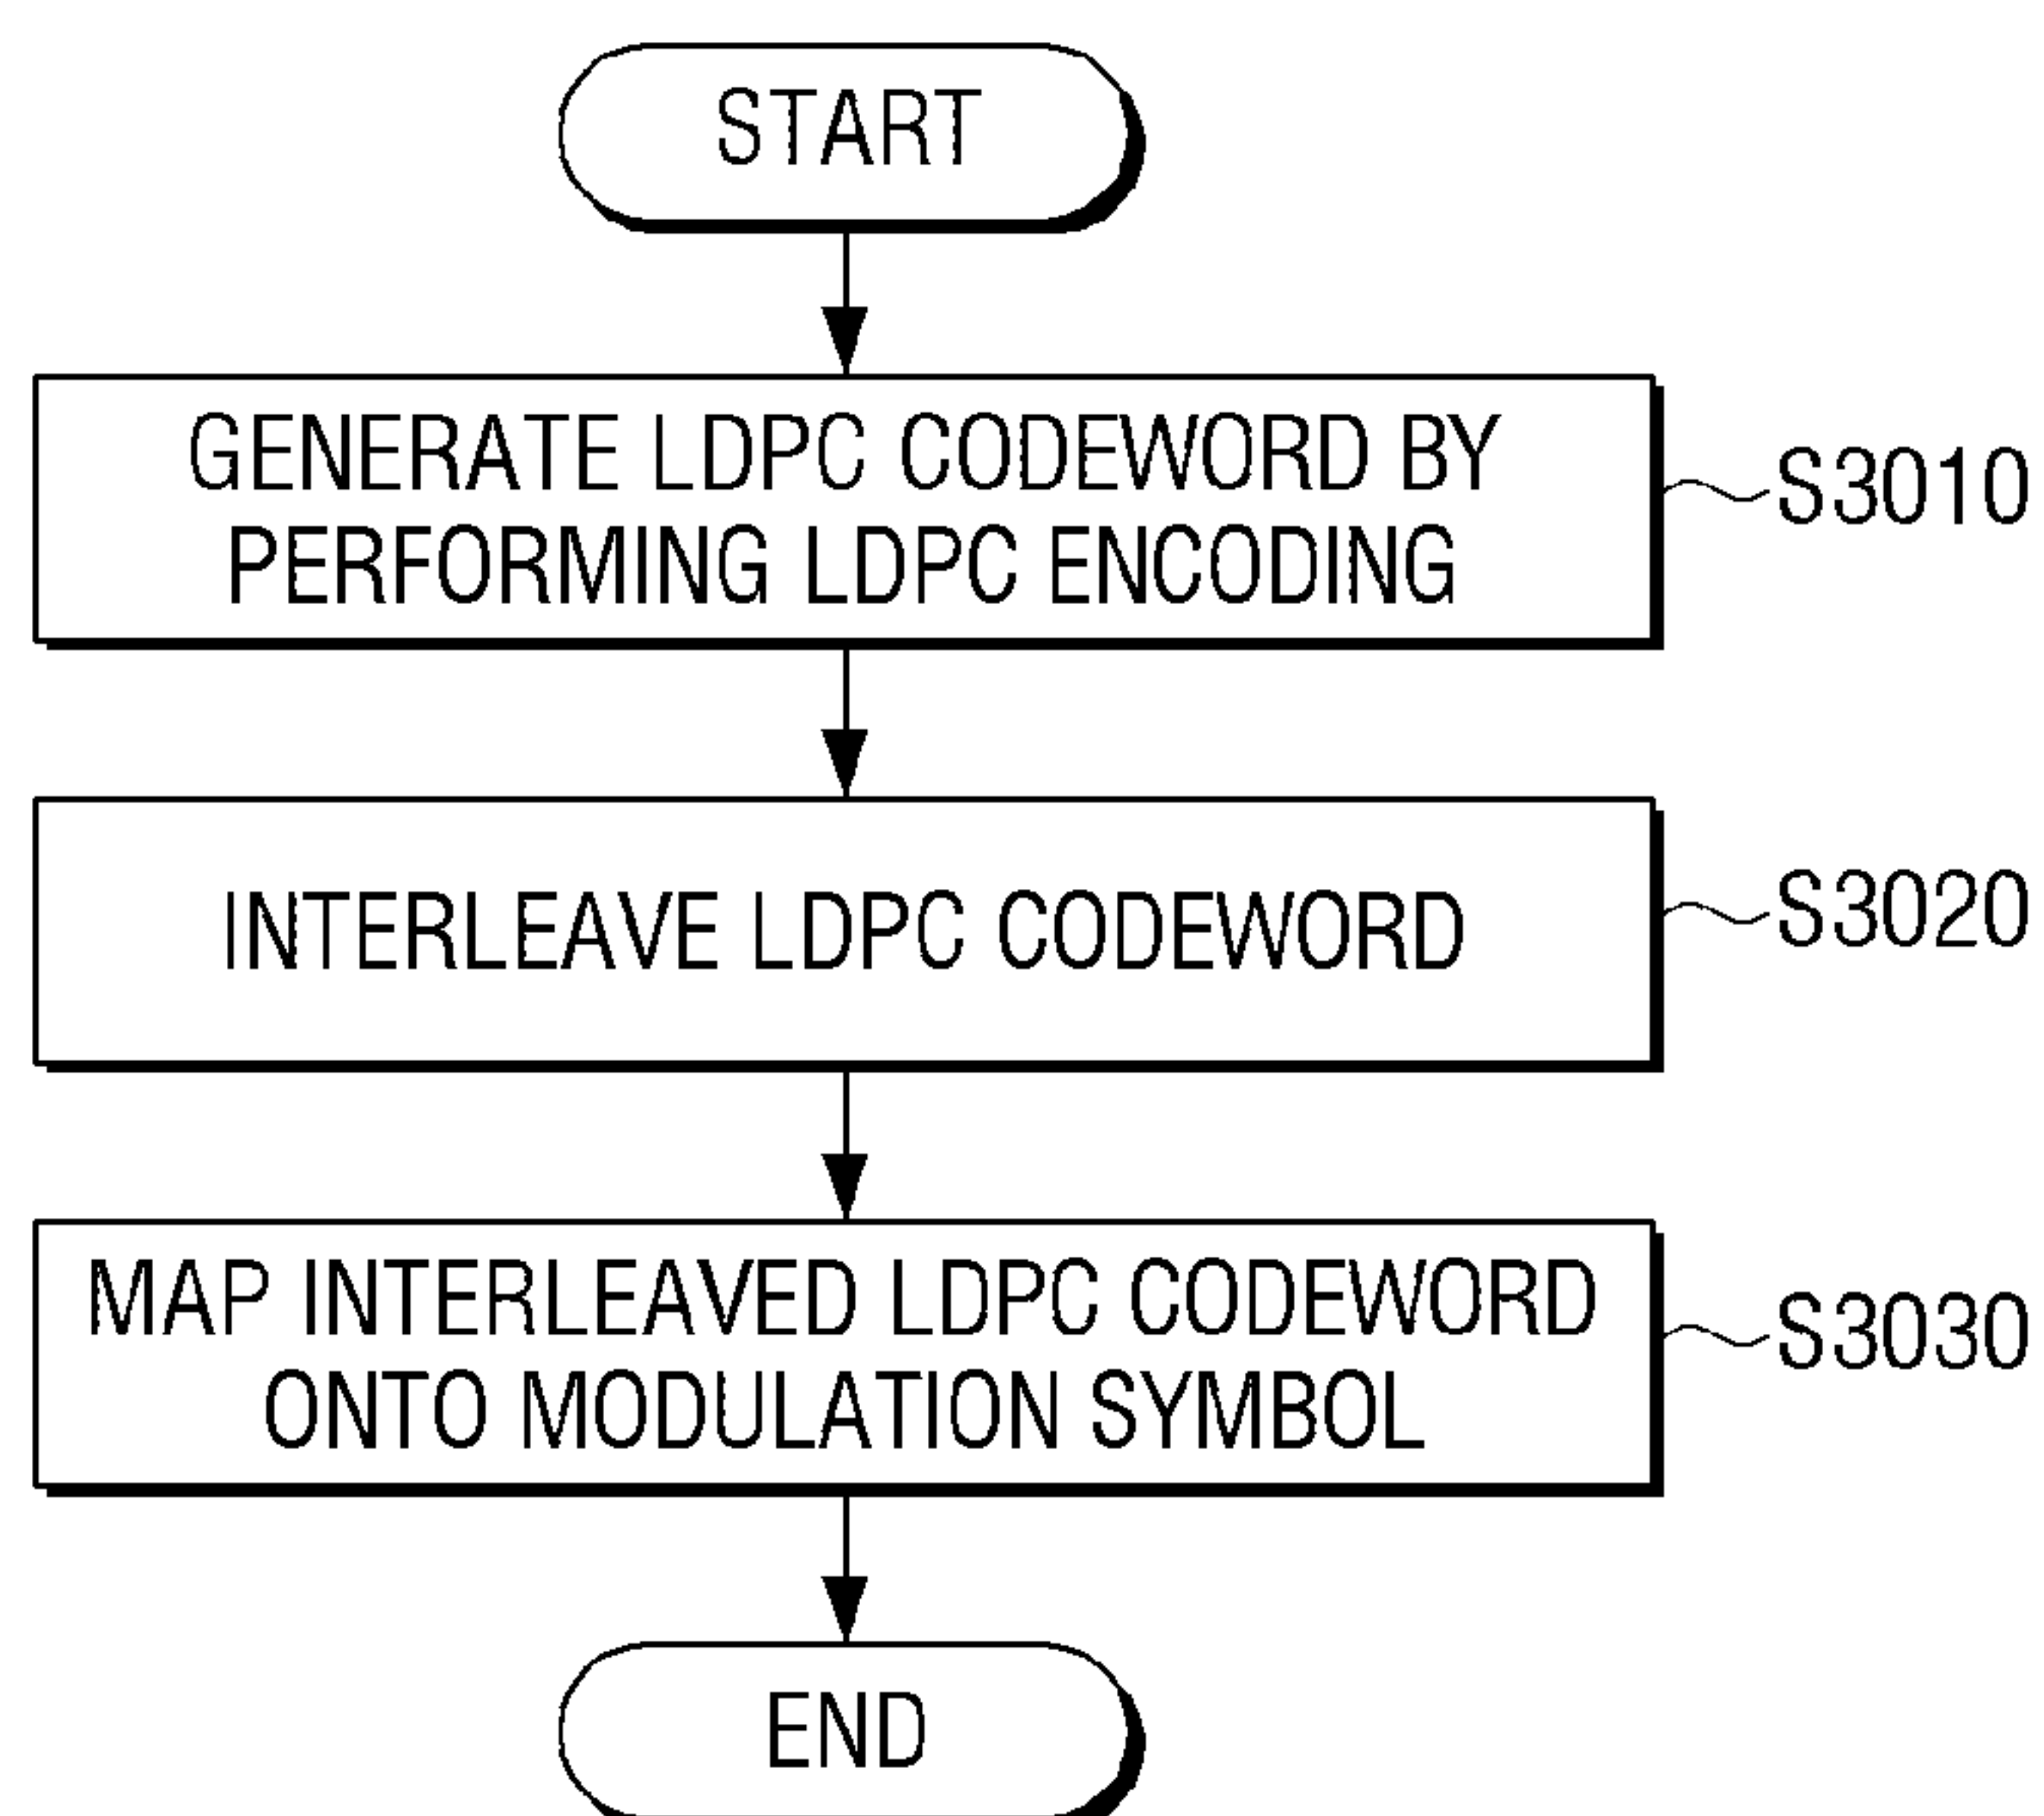 START
GENERATE LDPC CODEWORD BY
PERFORMING LDPC ENCODING
S3010
INTERLEAVE LDPC CODEWORD
S3020
MAP INTERLEAVED LDPC CODEWORD
ONTO MODULATION SYMBOL
S3030
END